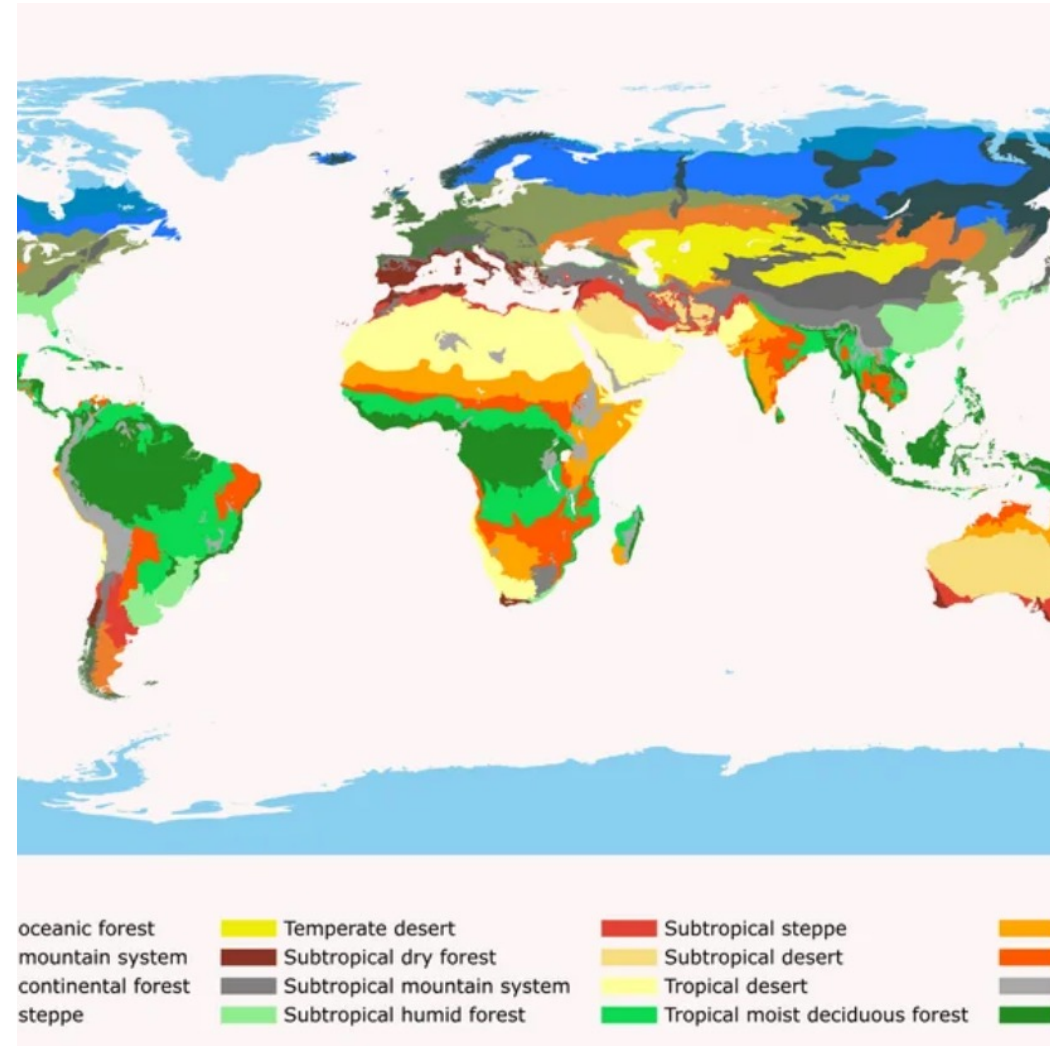 oceanic forest Temperate desert Subtropical steppe
mountain system Subtropical dry forest Subtropical desert
continental forest Subtropical mountain system Tropical desert
steppe Subtropical humid forest Tropical moist deciduous forest